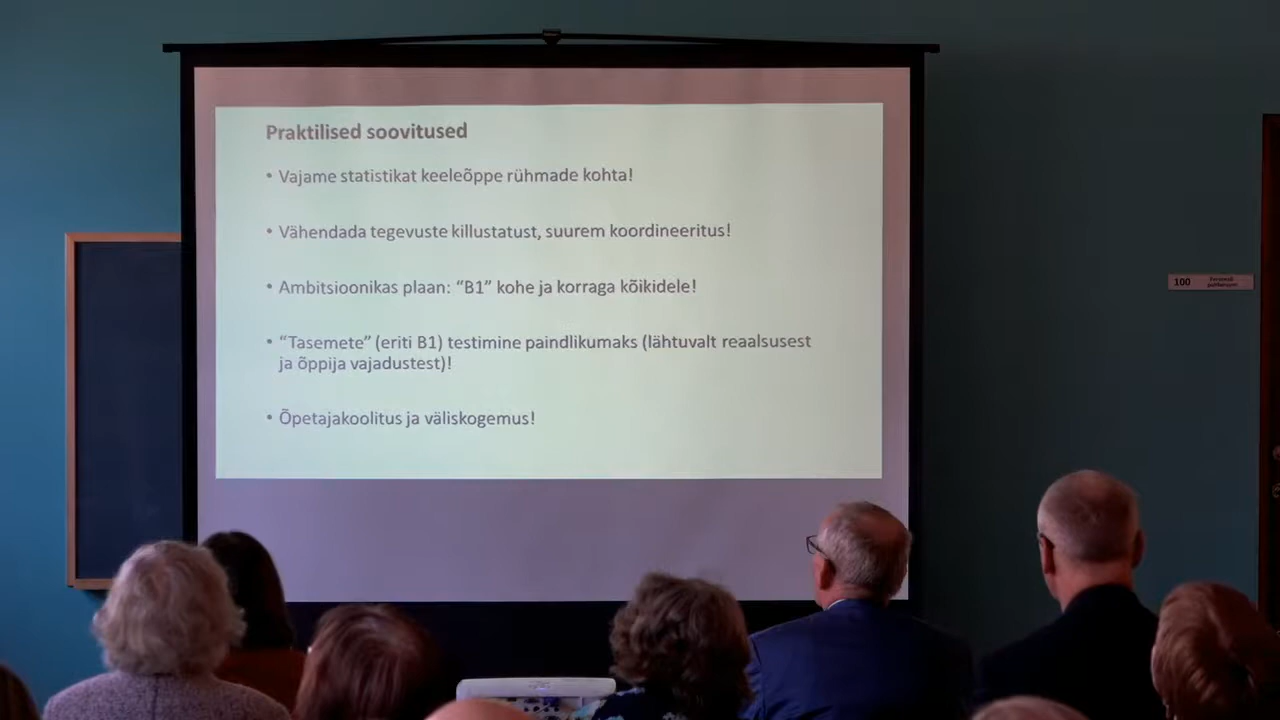 Praktilised soovitused
• Vajame statistikat keeleõppe rühmade kohta!
• Vähendada tegevuste killustatust, suurem koordineeritus!
• Ambitsioonikas plaan: “B1” kohe ja korraga kõikidele!
• “Tasemete” (eriti B1) testimine paindlikumaks (lähtuvalt reaalsusest
ja õppija vajadustest)!
• Õpetajakoolitus ja väliskogemus!
100